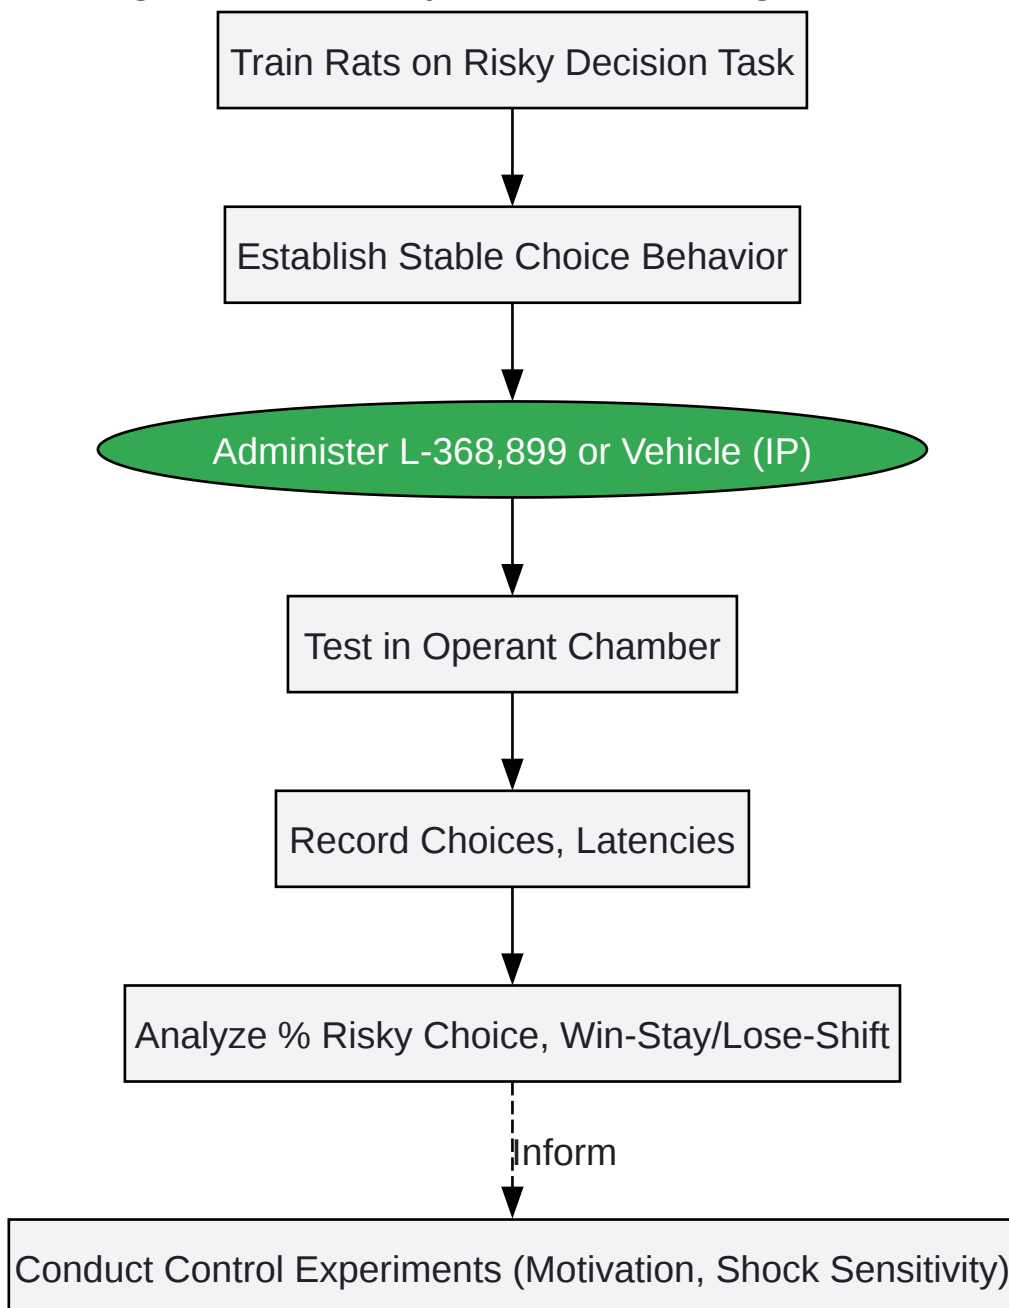 Train Rats on Risky Decision Task
Establish Stable Choice Behavior
Administer L-368,899 or Vehicle (IP)
Test in Operant Chamber
Record Choices, Latencies
Analyze % Risky Choice, Win-Stay/Lose-Shift
Inform
Conduct Control Experiments (Motivation, Shock Sensitivity)